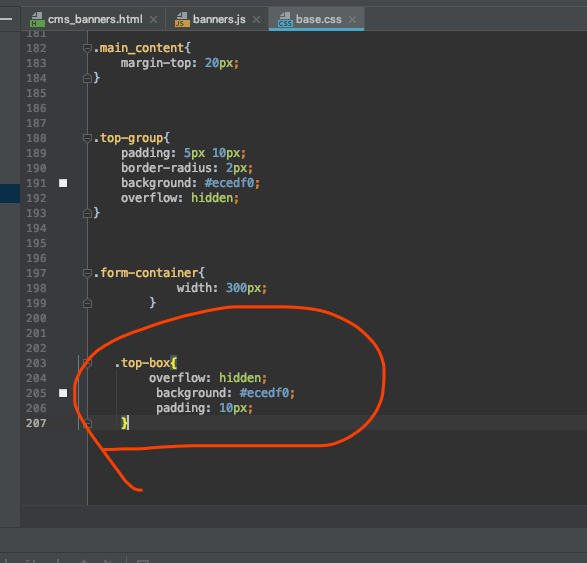 cms_banners.html
banners.js
base.css
181
182 .main_content{
183 margin-top: 20px;
184 }
185
186
187
188 .top-group{
189 padding: 5px 10px;
190 border-radius: 2px;
191 background: #ecedf0;
192 overflow: hidden;
193 }
194
195
196
197 .form-container{
198 width: 300px;
199 }
200
201
202
203 .top-box{
204 overflow: hidden;
205 background: #ecedf0;
206 padding: 10px;
207 }